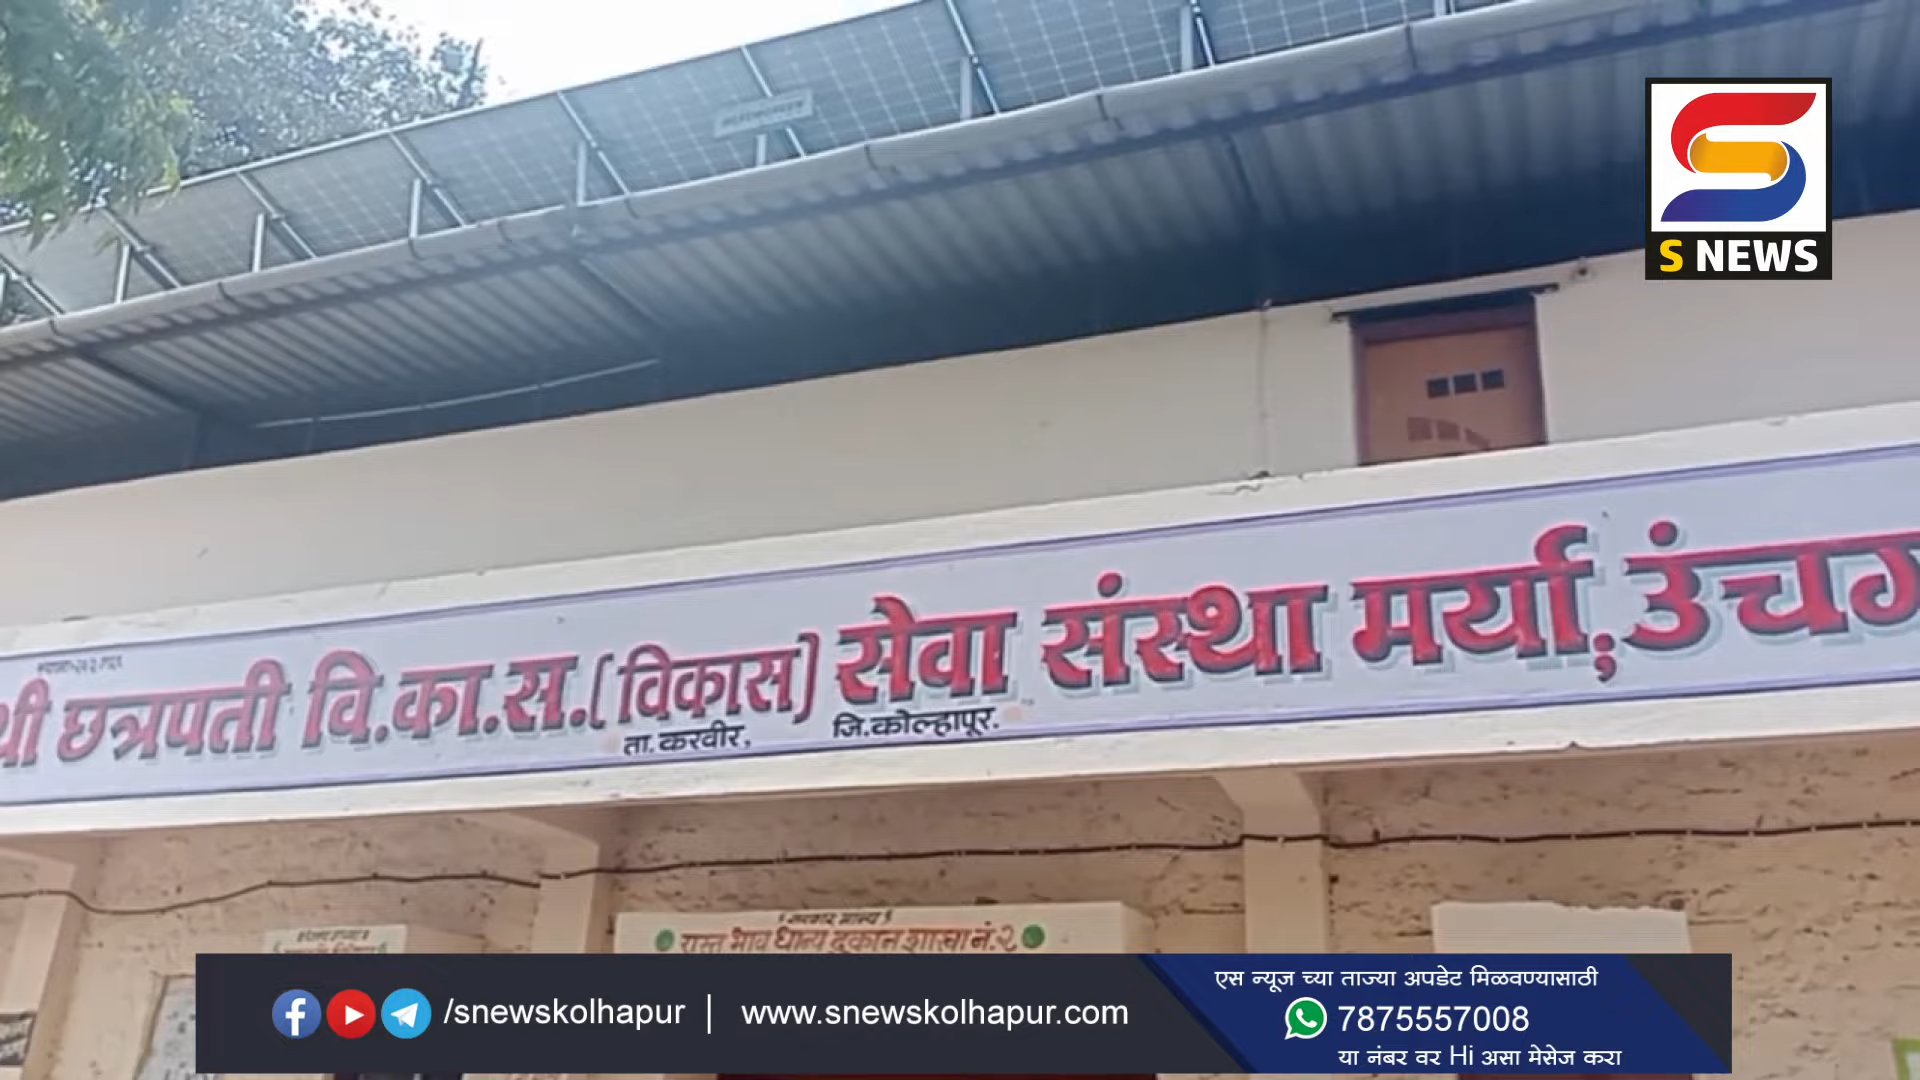 S NEWS
श्री छत्रपती वि.का.स.(विकास) सेवा संस्था मर्या,उंचग
ता.करवीर, जि.कोल्हापूर.
रास्त भाव धान्य दुकान शाखा नं.२
/snewskolhapur | www.snewskolhapur.com
एस न्यूज च्या ताज्या अपडेट मिळवण्यासाठी
7875557008
या नंबर वर Hi असा मेसेज करा